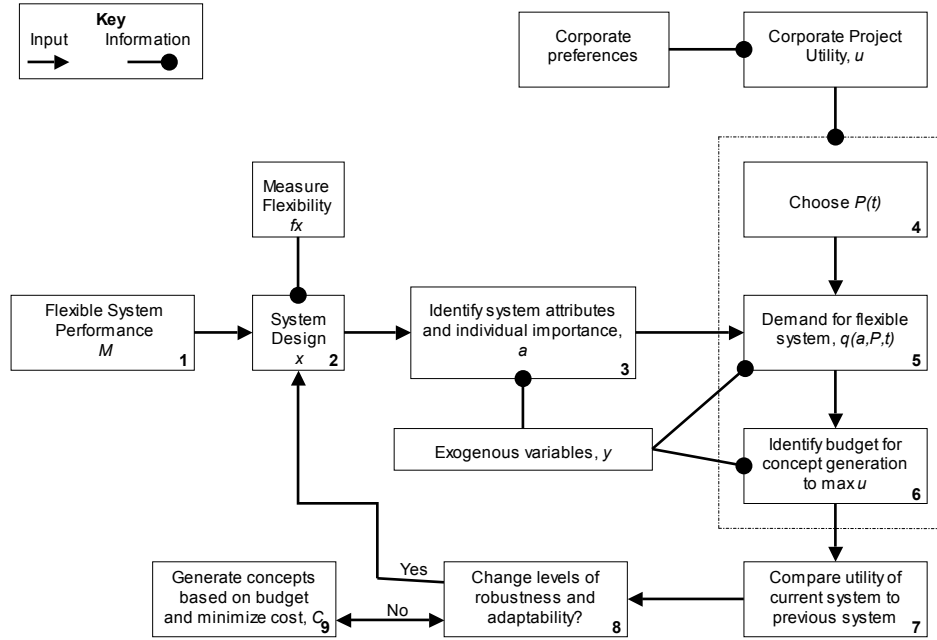 Key
Input
Information
Corporate
preferences
Corporate Project
Utility, u
Measure
Flexibility
fx
Choose P(t)
4
Flexible System
Performance
M
1
System
Design
x
2
Identify system attributes
and individual importance,
a
3
Demand for flexible
system, q(a,P,t)
5
Exogenous variables, y
Identify budget for
concept generation
to max u
6
Yes
Generate concepts
based on budget
and minimize cost, C
9
No
Change levels of
robustness and
adaptability?
8
Compare utility of
current system to
previous system
7